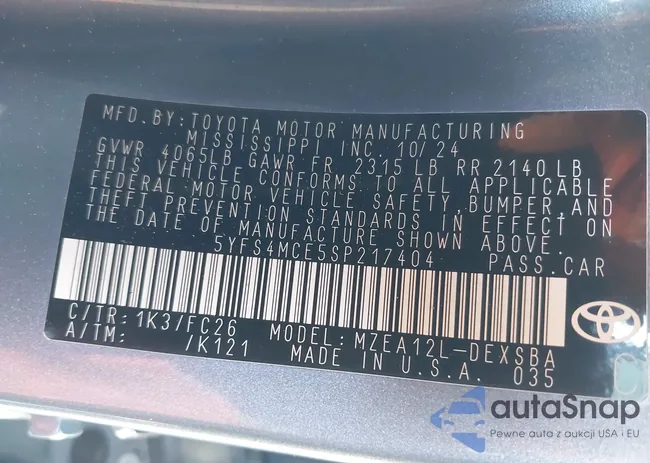 MFD.BY:TOYOTA MOTOR MANUFACTURING
MISSISSIPPI INC. 10/24
GVWR 4065LB GAWR FR 2315 LB RR 2140 LB
THIS VEHICLE CONFORMS TO ALL APPLICABLE
FEDERAL MOTOR VEHICLE SAFETY, BUMPER, AND
THEFT PREVENTION STANDARDS IN EFFECT ON
THE DATE OF MANUFACTURE SHOWN ABOVE.
5YFS4MCE5SP217404 PASS.CAR
C/TR: 1K3/FC26 MODEL: MZEA12L-DEXSBA
A/TM: /K121 MADE IN U.S.A. 035
autaSnap
Pewne auta z aukcji USA i EU